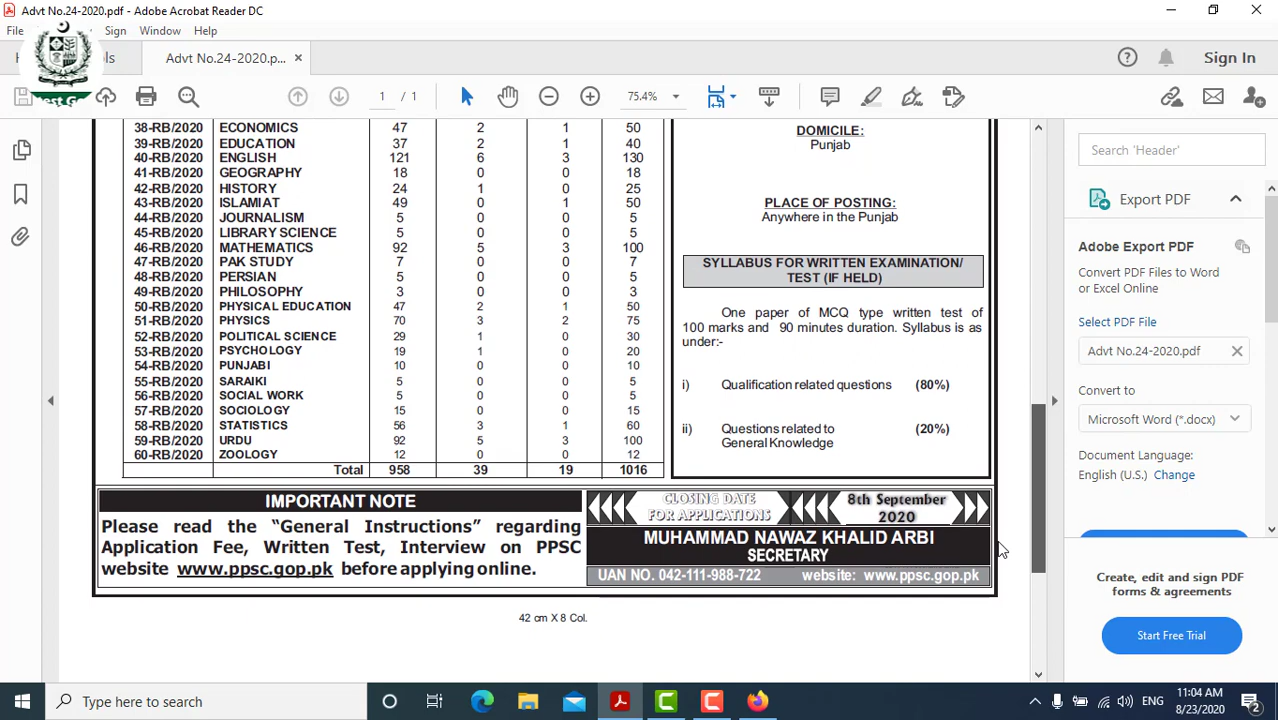 Advt No.24-2020.pdf - Adobe Acrobat Reader DC
File Sign Window Help
Advt No.24-2020.p... ×
Sign In
1 / 1
75.4%
38-RB/2020 ECONOMICS 47 2 1 50
39-RB/2020 EDUCATION 37 2 1 40
40-RB/2020 ENGLISH 121 6 3 130
41-RB/2020 GEOGRAPHY 18 0 0 18
42-RB/2020 HISTORY 24 1 0 25
43-RB/2020 ISLAMIAT 49 0 1 50
44-RB/2020 JOURNALISM 5 0 0 5
45-RB/2020 LIBRARY SCIENCE 5 0 0 5
46-RB/2020 MATHEMATICS 92 5 3 100
47-RB/2020 PAK STUDY 7 0 0 7
48-RB/2020 PERSIAN 5 0 0 5
49-RB/2020 PHILOSOPHY 3 0 0 3
50-RB/2020 PHYSICAL EDUCATION 47 2 1 50
51-RB/2020 PHYSICS 70 3 2 75
52-RB/2020 POLITICAL SCIENCE 29 1 0 30
53-RB/2020 PSYCHOLOGY 19 1 0 20
54-RB/2020 PUNJABI 10 0 0 10
55-RB/2020 SARAIKI 5 0 0 5
56-RB/2020 SOCIAL WORK 5 0 0 5
57-RB/2020 SOCIOLOGY 15 0 0 15
58-RB/2020 STATISTICS 56 3 1 60
59-RB/2020 URDU 92 5 3 100
60-RB/2020 ZOOLOGY 12 0 0 12
Total 958 39 19 1016
DOMICILE:
Punjab
PLACE OF POSTING:
Anywhere in the Punjab
SYLLABUS FOR WRITTEN EXAMINATION/
TEST (IF HELD)
One paper of MCQ type written test of
100 marks and 90 minutes duration. Syllabus is as
under:-
i) Qualification related questions (80%)
ii) Questions related to (20%)
General Knowledge
IMPORTANT NOTE
Please read the "General Instructions" regarding
Application Fee, Written Test, Interview on PPSC
website www.ppsc.gop.pk before applying online.
CLOSING DATE
FOR APPLICATIONS
8th September
2020
MUHAMMAD NAWAZ KHALID ARBI
SECRETARY
UAN NO. 042-111-988-722 website: www.ppsc.gop.pk
42 cm X 8 Col.
Search 'Header'
Export PDF
Adobe Export PDF
Convert PDF Files to Word
or Excel Online
Select PDF File
Advt No.24-2020.pdf
Convert to
Microsoft Word (*.docx)
Document Language:
English (U.S.) Change
Create, edit and sign PDF
forms & agreements
Start Free Trial
Type here to search
ENG
11:04 AM
8/23/2020
2